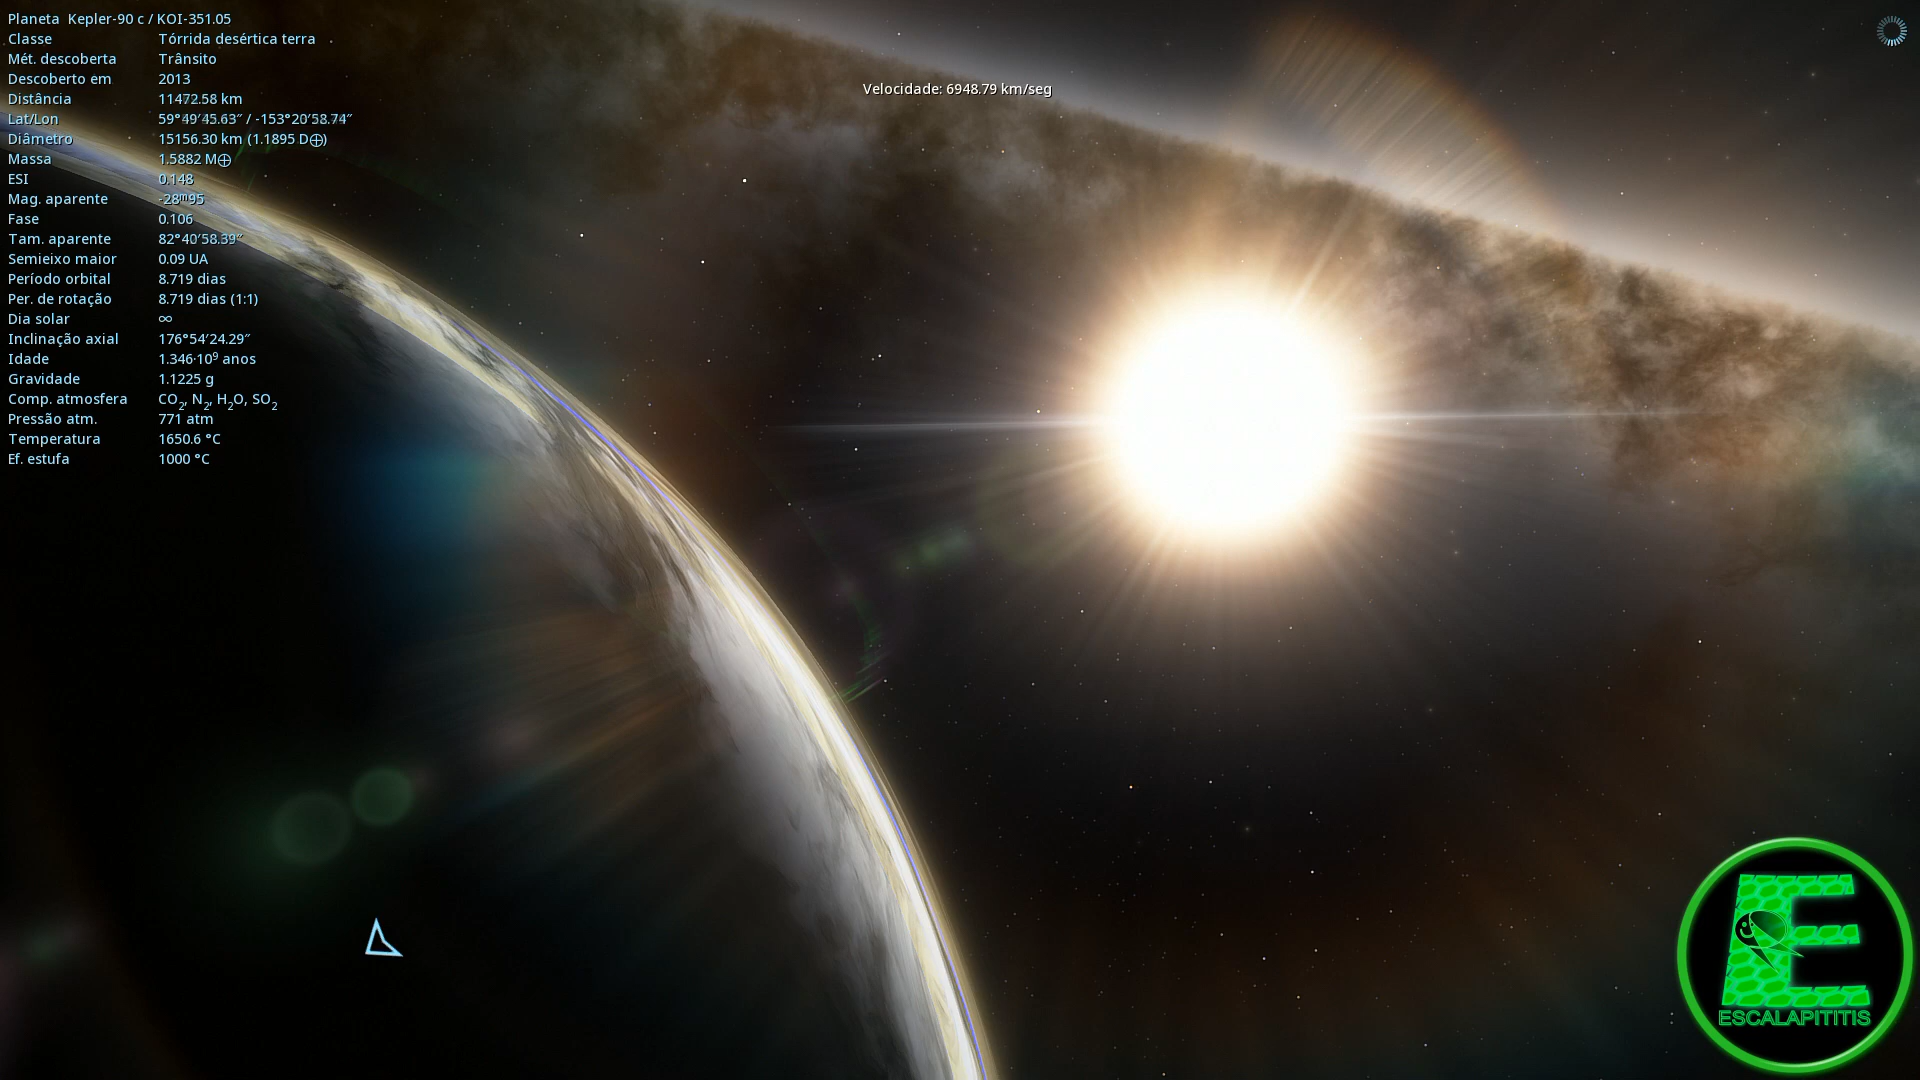 Planeta Kepler-90 c / KOI-351.05
Classe Tórrida desértica terra
Mét. descoberta Trânsito
Descoberto em 2013
Distância 11472.58 km
Lat/Lon 59°49′45.63″ / -153°20′58.74″
Diâmetro 15156.30 km (1.1895 D⊕)
Massa 1.5882 M⊕
ESI 0.148
Mag. aparente -28ᵐ95
Fase 0.106
Tam. aparente 82°40′58.39″
Semieixo maior 0.09 UA
Período orbital 8.719 dias
Per. de rotação 8.719 dias (1:1)
Dia solar ∞
Inclinação axial 176°54′24.29″
Idade 1.346·10⁹ anos
Gravidade 1.1225 g
Comp. atmosfera CO₂, N₂, H₂O, SO₂
Pressão atm. 771 atm
Temperatura 1650.6 °C
Ef. estufa 1000 °C
Velocidade: 6948.79 km/seg
E
ESCALAPITITIS